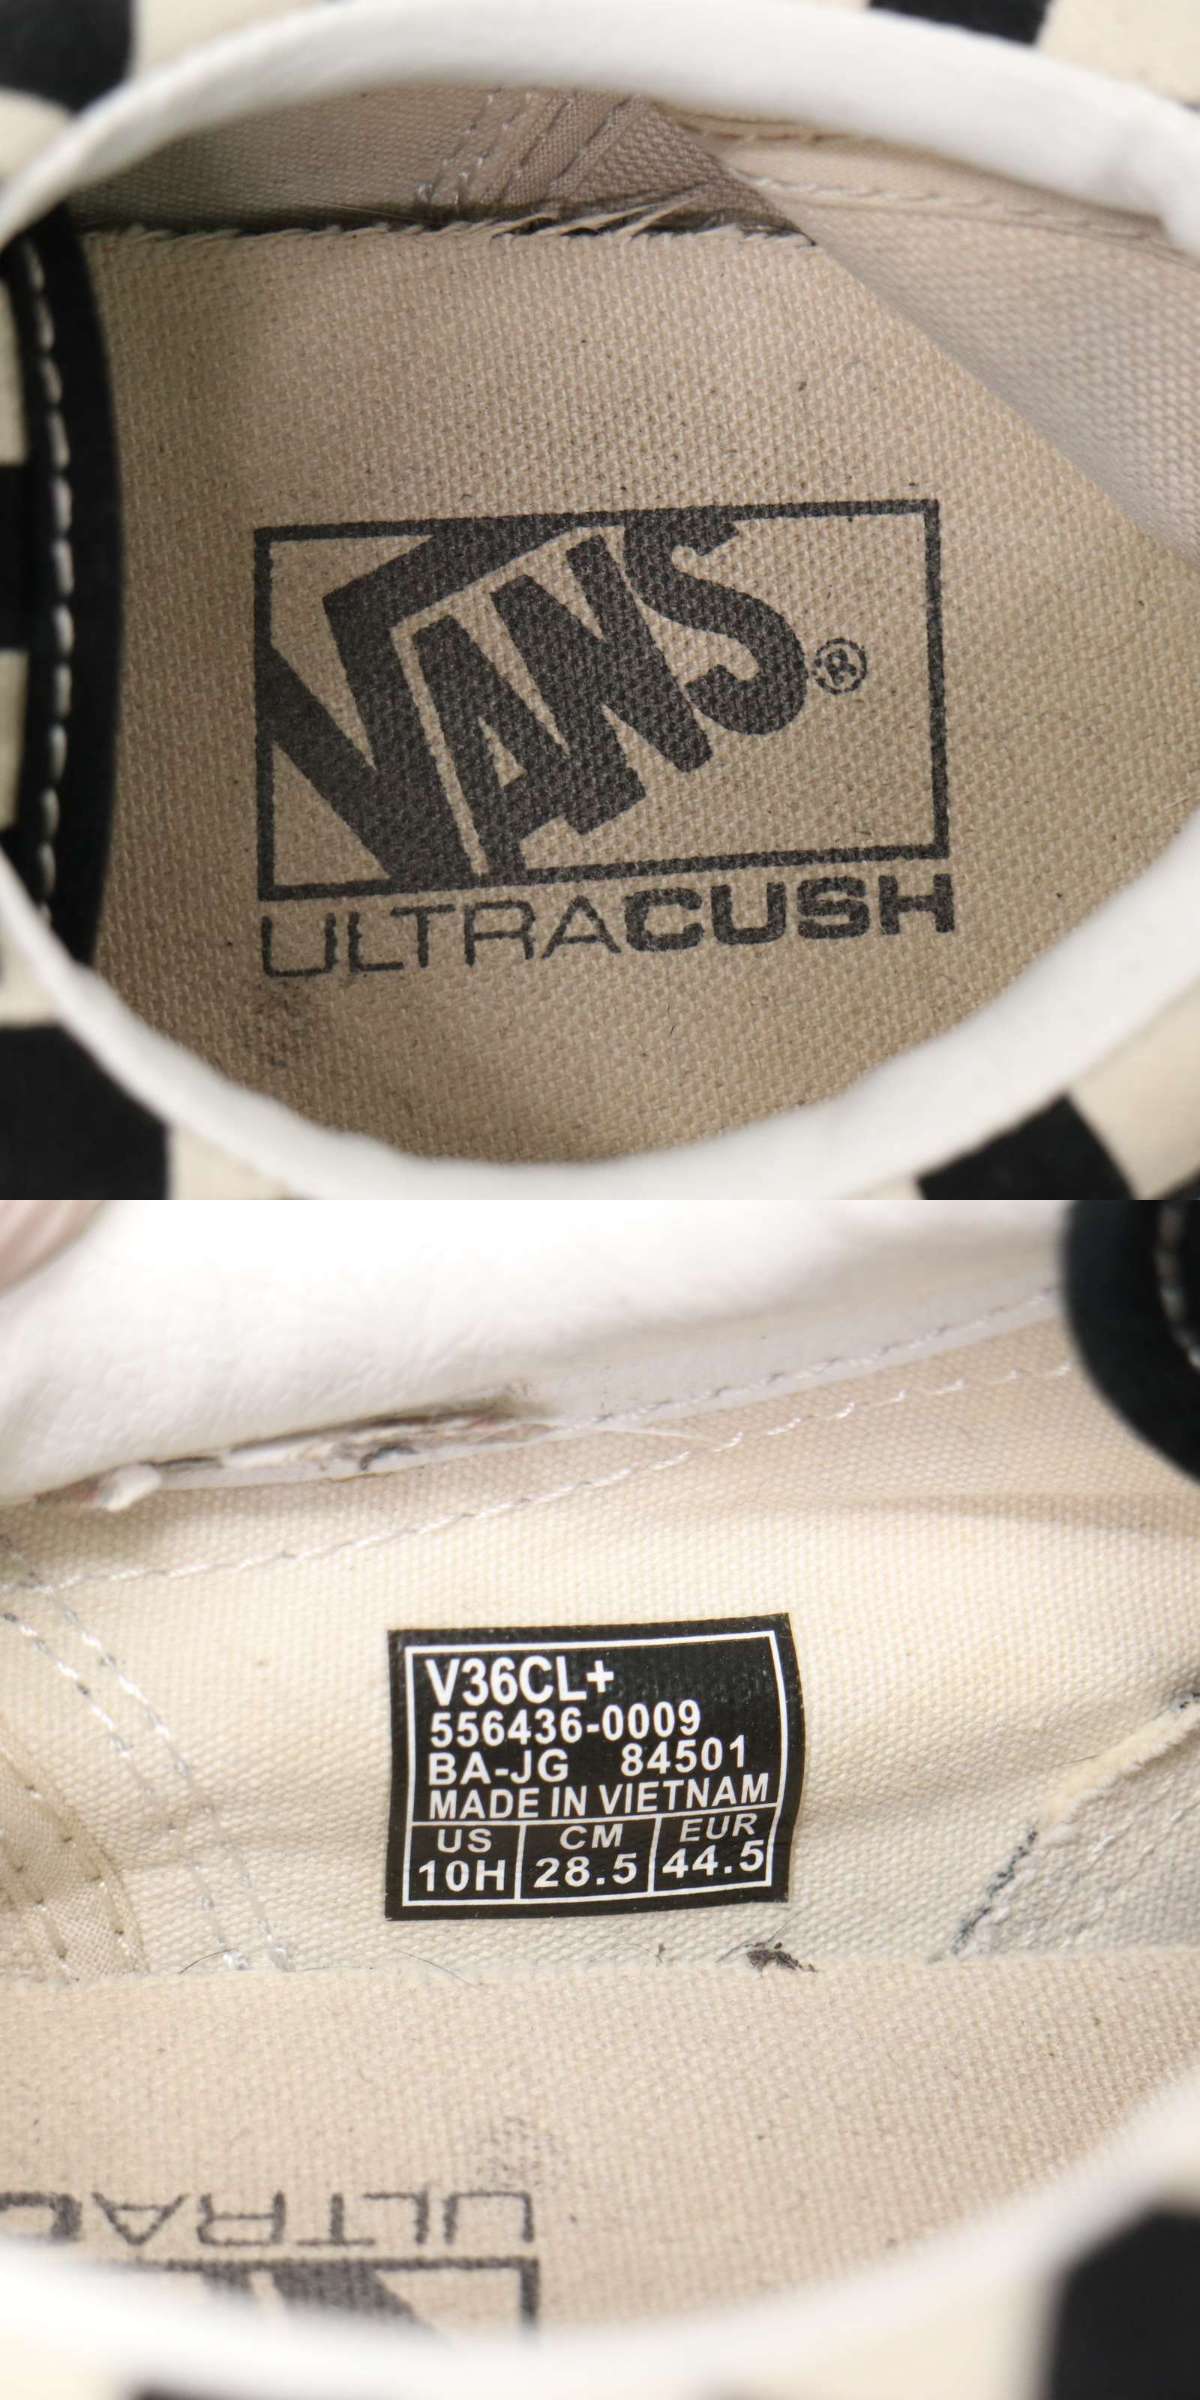 VANS®
ULTRACUSH
V36CL+
556436-0009
BA-JG 84501
MADE IN VIETNAM
US CM EUR
10H 28.5 44.5
ULTRAC